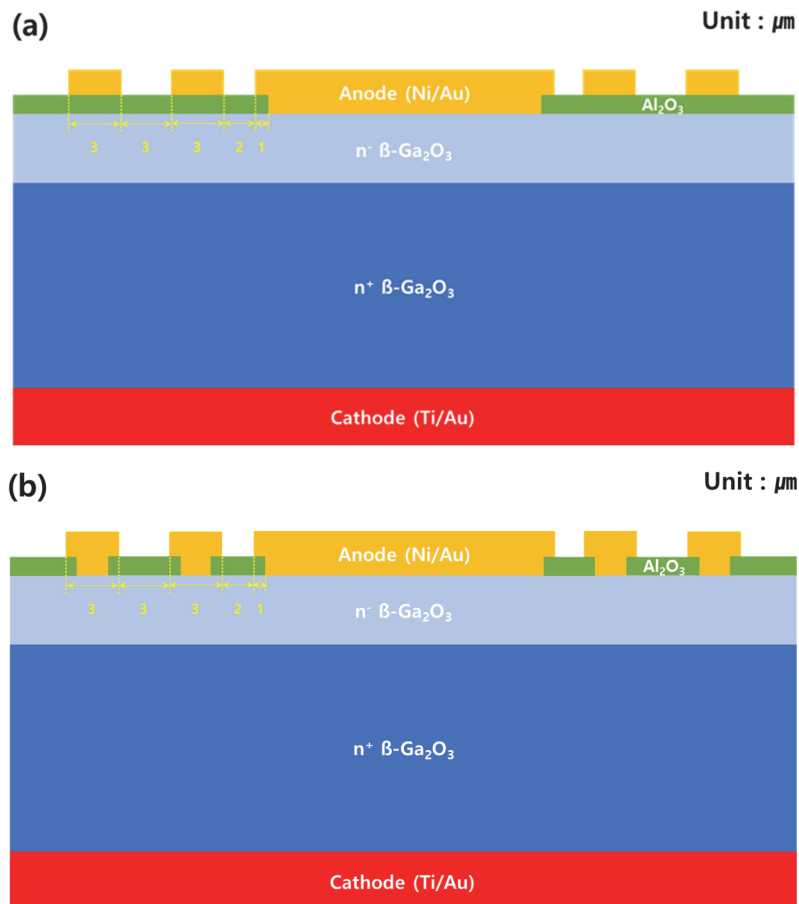 (a)
Unit : ㎛
Anode (Ni/Au)
Al₂O₃
3 3 3 2 1
n⁻ ß-Ga₂O₃
n⁺ ß-Ga₂O₃
Cathode (Ti/Au)
(b)
Unit : ㎛
Anode (Ni/Au)
Al₂O₃
3 3 3 2 1
n⁻ ß-Ga₂O₃
n⁺ ß-Ga₂O₃
Cathode (Ti/Au)